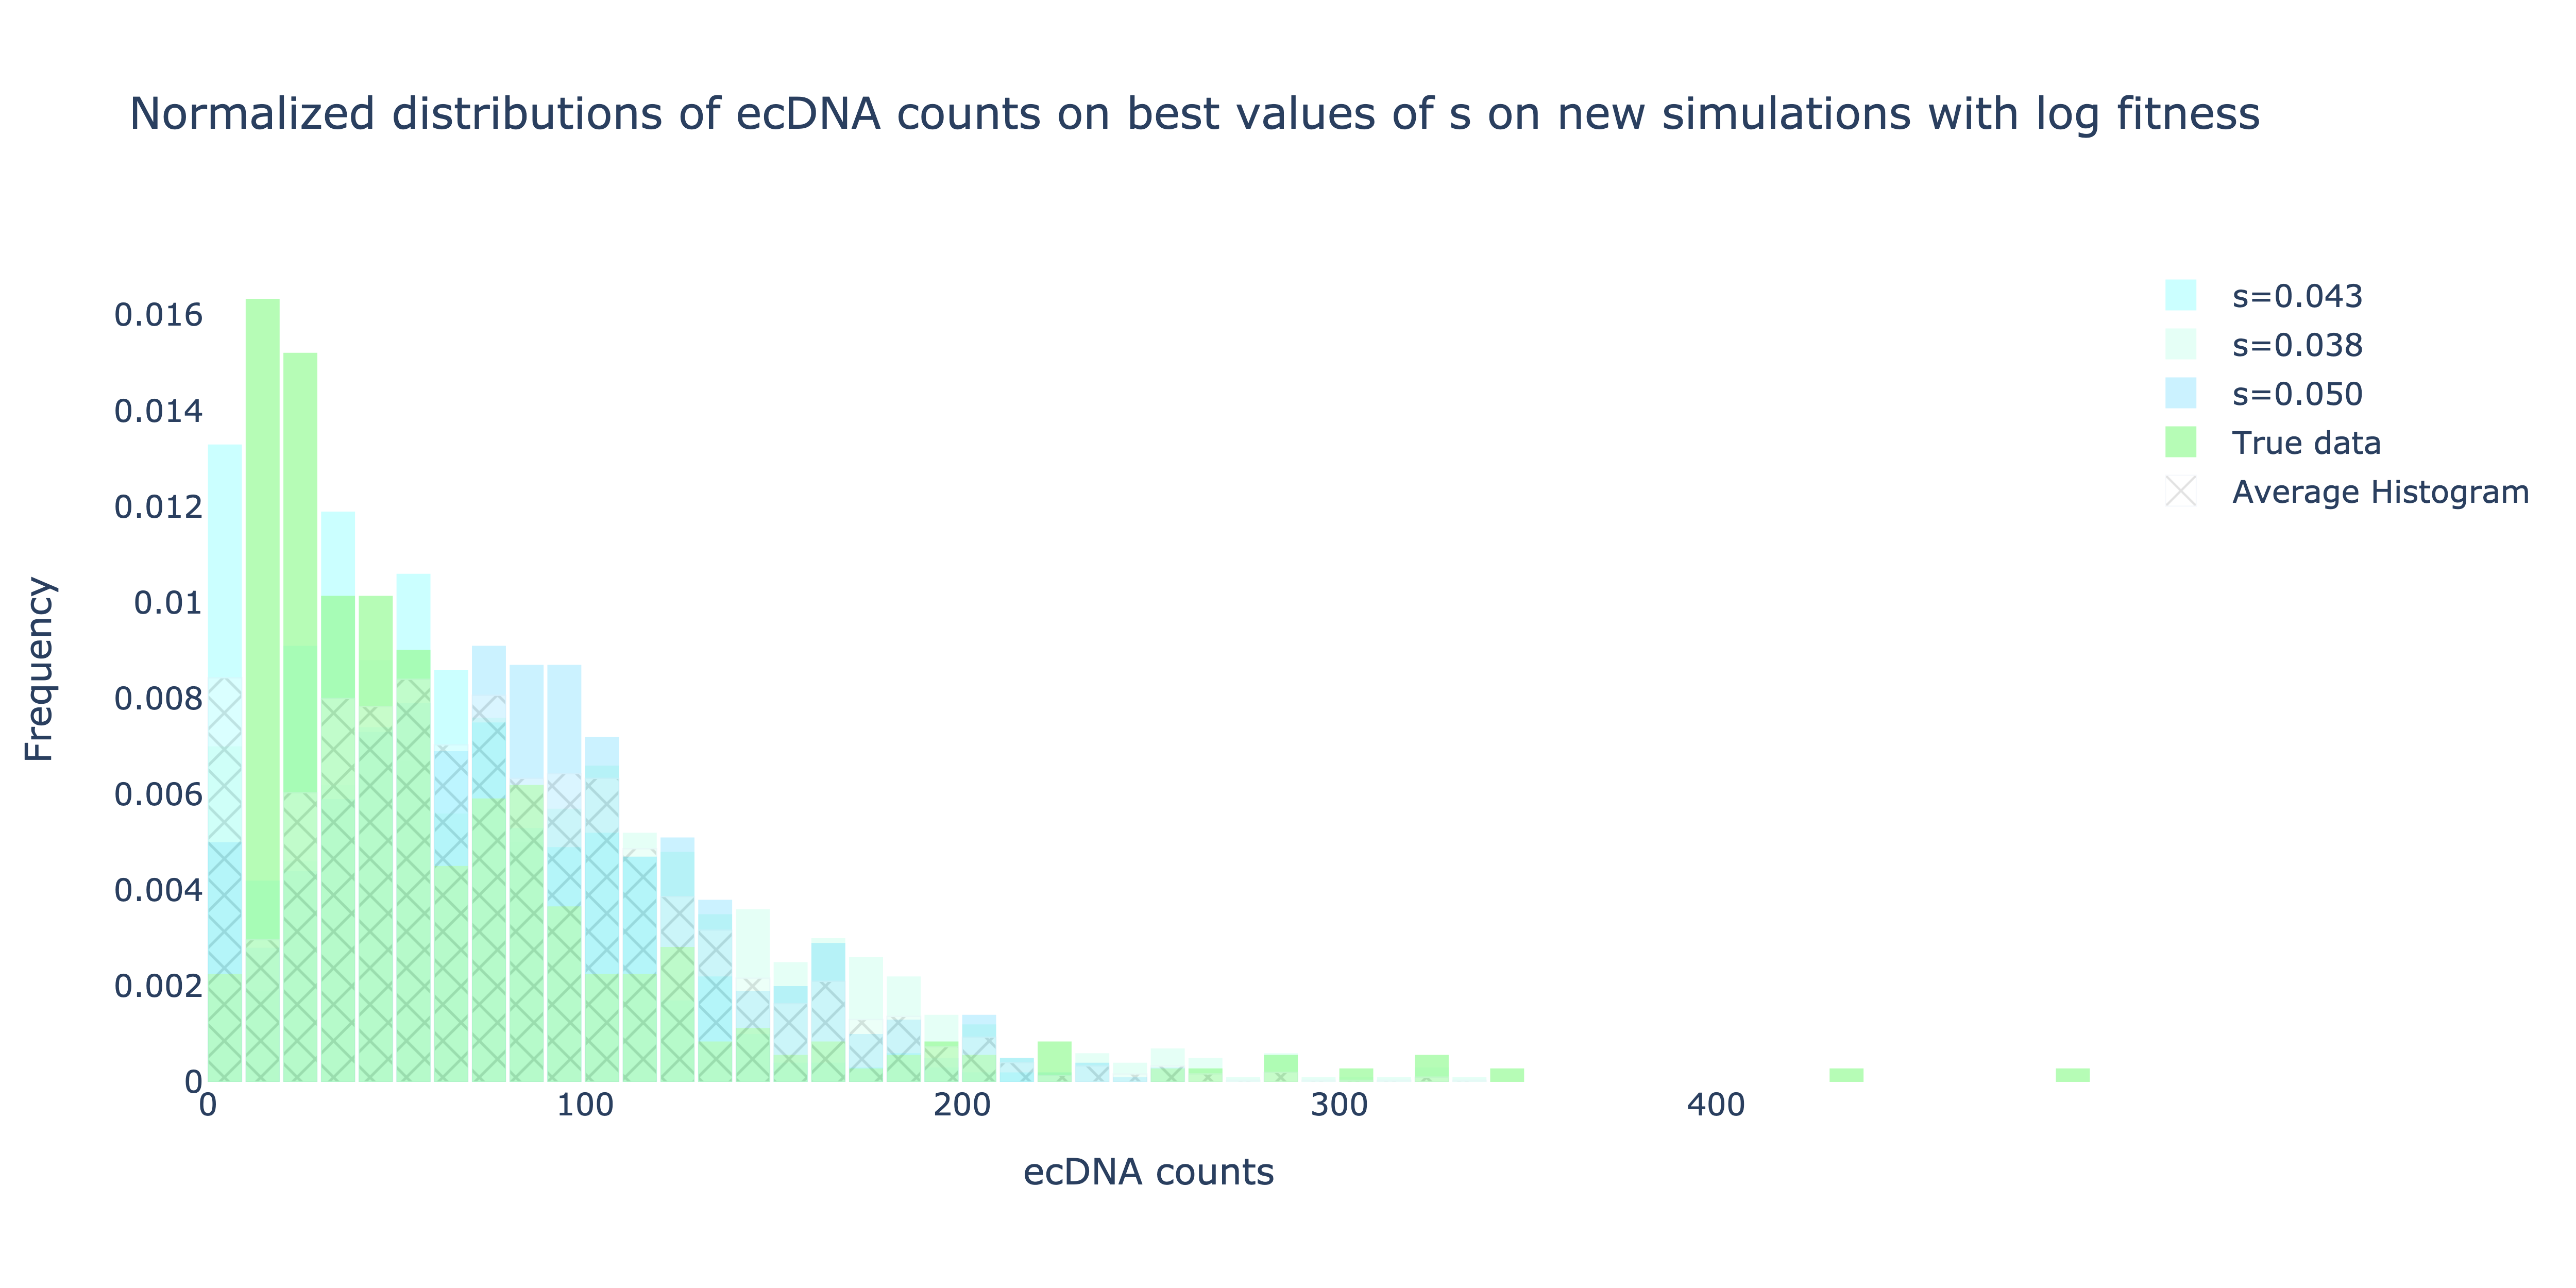 Normalized distributions of ecDNA counts on best values of s on new simulations with log fitness
s=0.043
s=0.038
s=0.050
True data
Average Histogram
0.016
0.014
0.012
0.01
0.008
0.006
0.004
0.002
0
Frequency
0 100 200 300 400
ecDNA counts